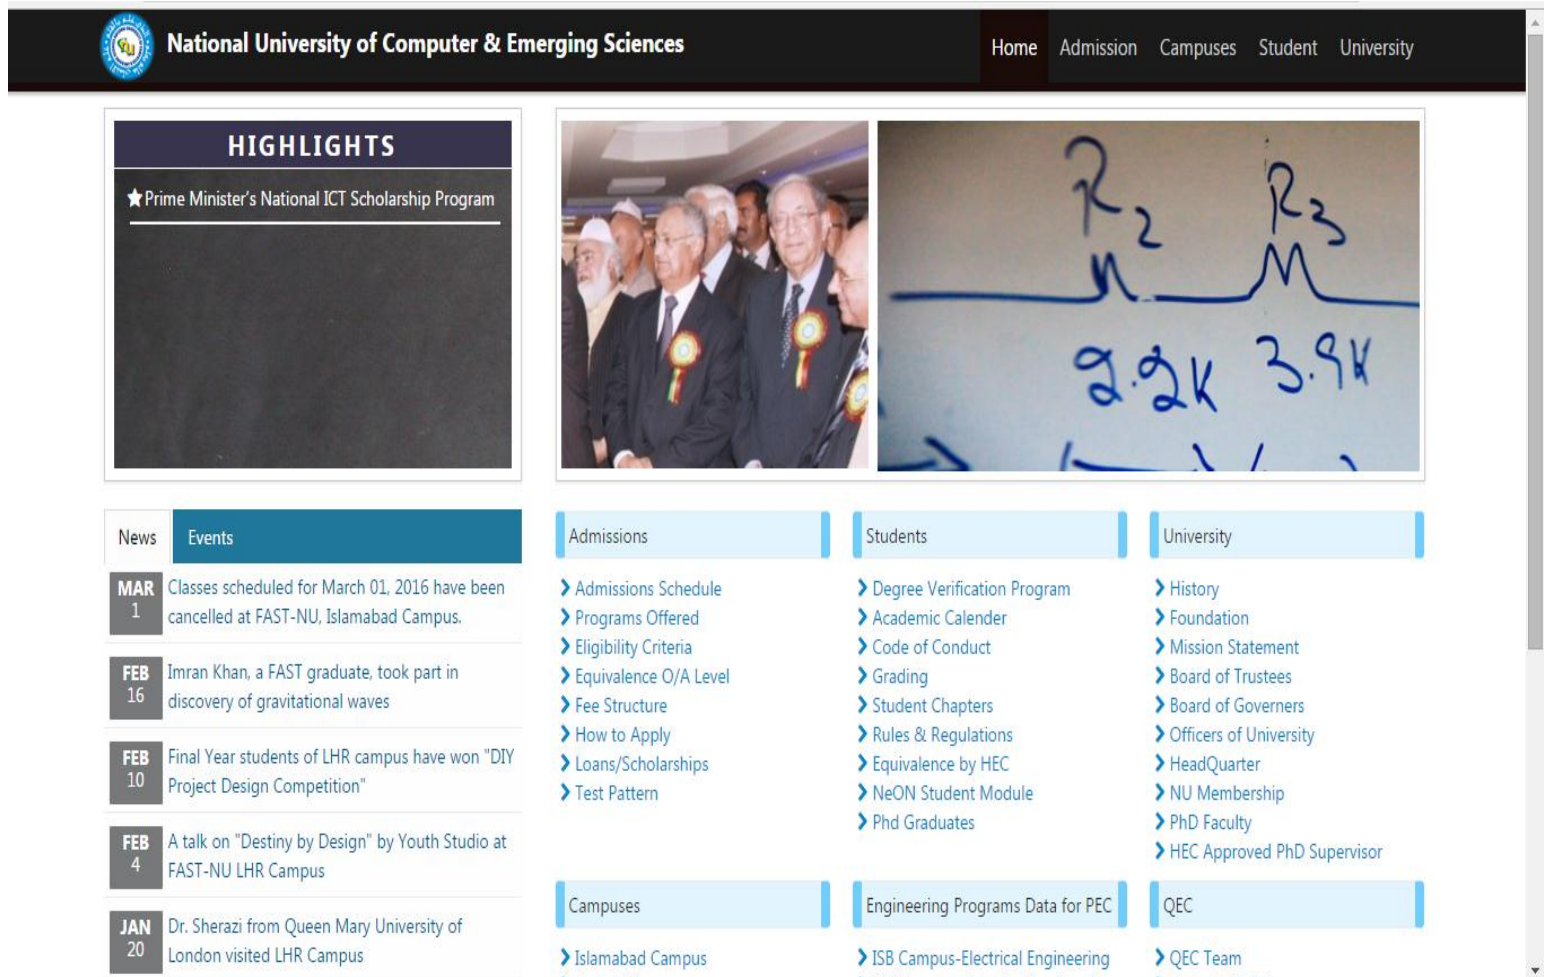 National University of Computer & Emerging Sciences
Home Admission Campuses Student University
HIGHLIGHTS
Prime Minister's National ICT Scholarship Program
R2 R3
2.2K 3.9K
News Events
MAR 1
Classes scheduled for March 01, 2016 have been
cancelled at FAST-NU, Islamabad Campus.
FEB 16
Imran Khan, a FAST graduate, took part in
discovery of gravitational waves
FEB 10
Final Year students of LHR campus have won "DIY
Project Design Competition"
FEB 4
A talk on "Destiny by Design" by Youth Studio at
FAST-NU LHR Campus
JAN 20
Dr. Sherazi from Queen Mary University of
London visited LHR Campus
Admissions
Admissions Schedule
Programs Offered
Eligibility Criteria
Equivalence O/A Level
Fee Structure
How to Apply
Loans/Scholarships
Test Pattern
Students
Degree Verification Program
Academic Calender
Code of Conduct
Grading
Student Chapters
Rules & Regulations
Equivalence by HEC
NeON Student Module
Phd Graduates
University
History
Foundation
Mission Statement
Board of Trustees
Board of Governers
Officers of University
HeadQuarter
NU Membership
PhD Faculty
HEC Approved PhD Supervisor
Campuses
Islamabad Campus
Engineering Programs Data for PEC
ISB Campus-Electrical Engineering
QEC
QEC Team